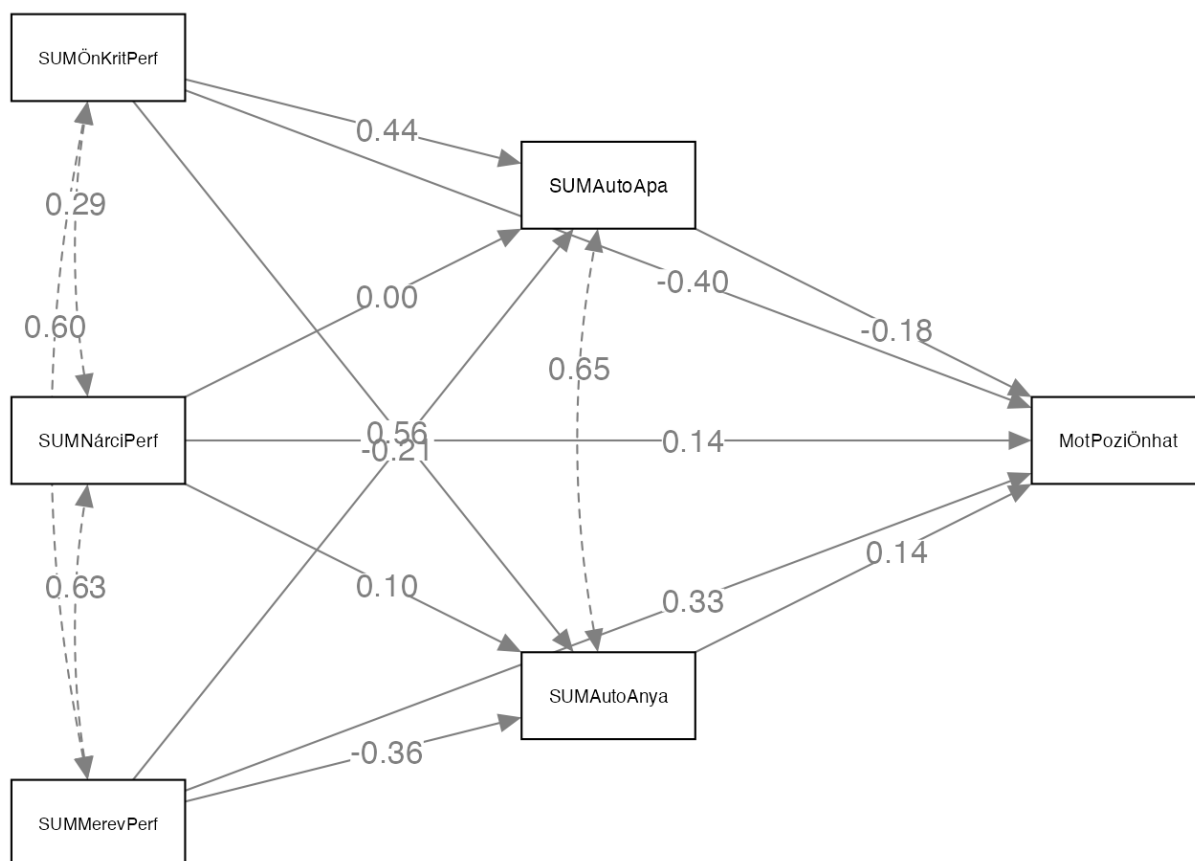 SUMÖnKritPerf
0.44
SUMAutoApa
0.29
-0.40
0.00
0.60
-0.18
0.65
SUMNárciPerf
0.56
-0.21
0.14
MotPoziÖnhat
0.63
0.10
0.14
0.33
SUMAutoAnya
-0.36
SUMMerevPerf